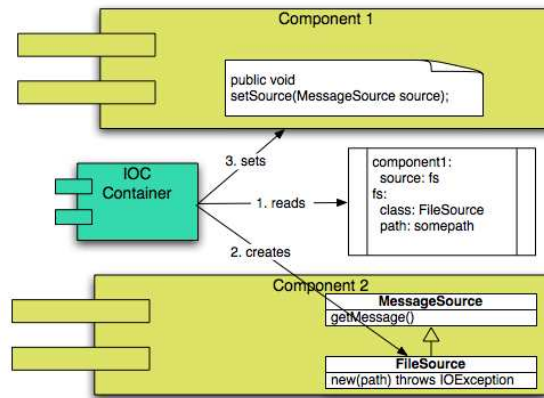 Component 1
public void
setSource(MessageSource source);
IOC
Container
3. sets
1. reads
component1:
source: fs
fs:
class: FileSource
path: somepath
2. creates
Component 2
MessageSource
getMessage()
FileSource
new(path) throws IOException